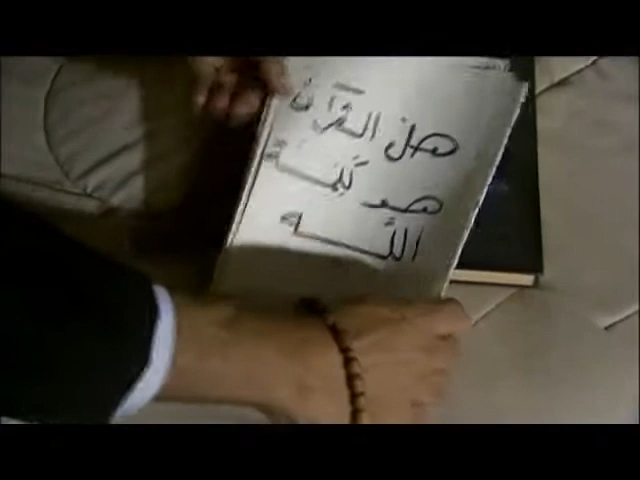 هل القرآن
هو كلمة
الله